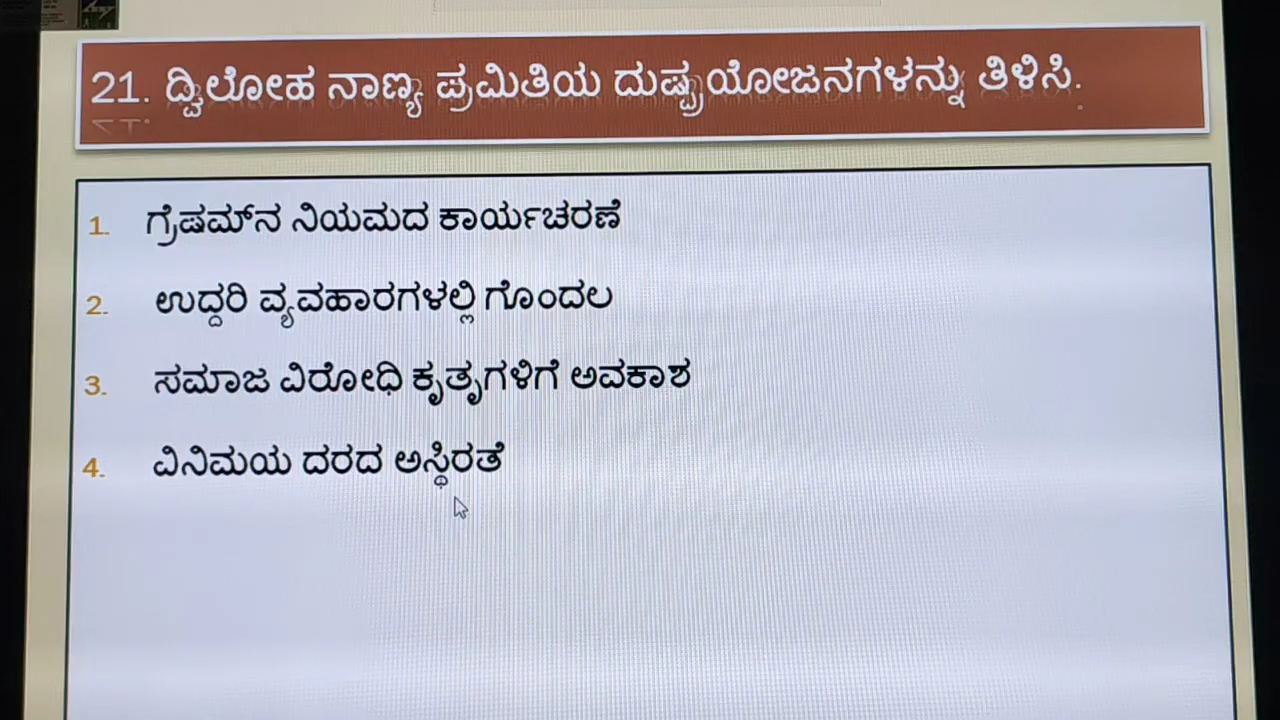 21. ದ್ವಿಲೋಹ ನಾಣ್ಯ ಪ್ರಮಿತಿಯ ದುಷ್ಪ್ರಯೋಜನಗಳನ್ನು ತಿಳಿಸಿ.
1. ಗ್ರೆಷಮ್‌ನ ನಿಯಮದ ಕಾರ್ಯಚರಣೆ
2. ಉದ್ದರಿ ವ್ಯವಹಾರಗಳಲ್ಲಿ ಗೊಂದಲ
3. ಸಮಾಜ ವಿರೋಧಿ ಕೃತೃಗಳಿಗೆ ಅವಕಾಶ
4. ವಿನಿಮಯ ದರದ ಅಸ್ಥಿರತೆ